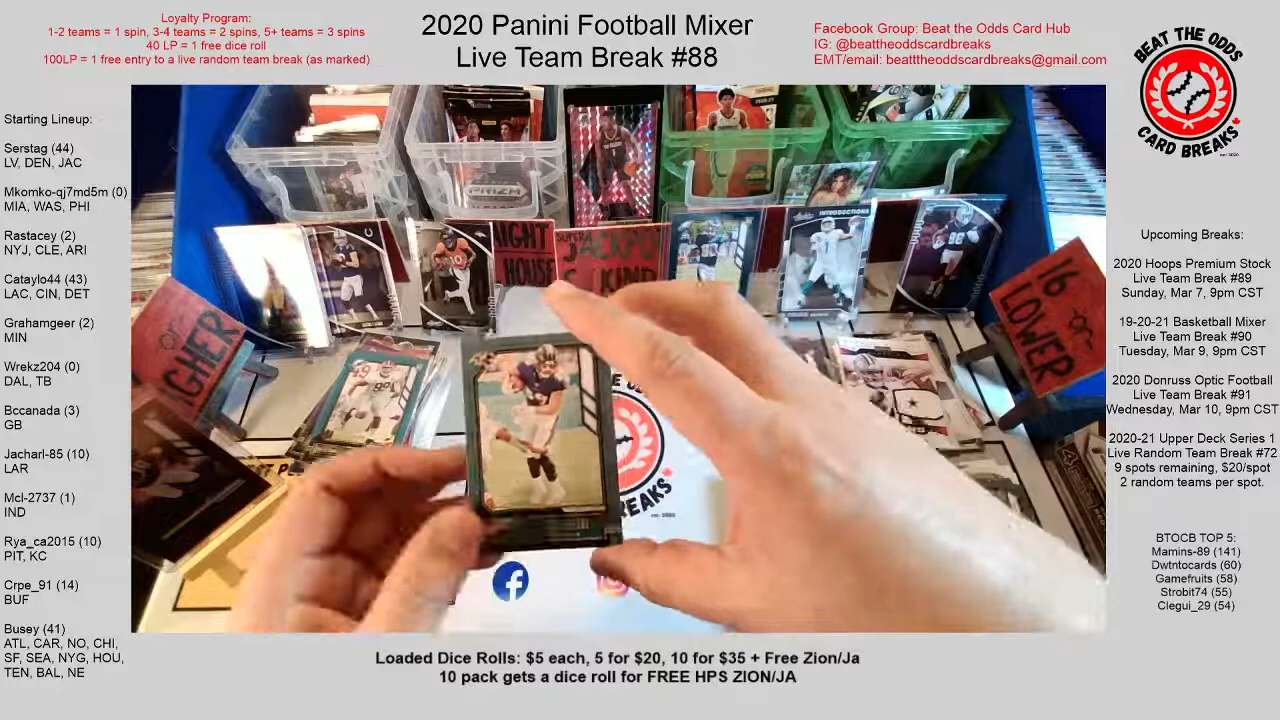 Loyalty Program:
1-2 teams = 1 spin, 3-4 teams = 2 spins, 5+ teams = 3 spins
40 LP = 1 free dice roll
100LP = 1 free entry to a live random team break (as marked)
2020 Panini Football Mixer
Live Team Break #88
Facebook Group: Beat the Odds Card Hub
IG: @beattheoddscardbreaks
EMT/email: beatttheoddscardbreaks@gmail.com
BEAT THE ODDS
CARD BREAKS
Starting Lineup:
Serstag (44)
LV, DEN, JAC
Mkomko-qj7md5m (0)
MIA, WAS, PHI
Rastacey (2)
NYJ, CLE, ARI
Cataylo44 (43)
LAC, CIN, DET
Grahamgeer (2)
MIN
Wrekz204 (0)
DAL, TB
Bccanada (3)
GB
Jacharl-85 (10)
LAR
Mcl-2737 (1)
IND
Rya_ca2015 (10)
PIT, KC
Crpe_91 (14)
BUF
Busey (41)
ATL, CAR, NO, CHI,
SF, SEA, NYG, HOU,
TEN, BAL, NE
PRIZM
INTRODUCTIONS
IGHT
HOUSE
SUPER
JACKPO
KIND
OR
IGHER
16 or
LOWER
BREAKS
Upcoming Breaks:
2020 Hoops Premium Stock
Live Team Break #89
Sunday, Mar 7, 9pm CST
19-20-21 Basketball Mixer
Live Team Break #90
Tuesday, Mar 9, 9pm CST
2020 Donruss Optic Football
Live Team Break #91
Wednesday, Mar 10, 9pm CST
2020-21 Upper Deck Series 1
Live Random Team Break #72
9 spots remaining, $20/spot
2 random teams per spot.
BTOCB TOP 5:
Mamins-89 (141)
Dwtntocards (60)
Gamefruits (58)
Strobit74 (55)
Clegui_29 (54)
Loaded Dice Rolls: $5 each, 5 for $20, 10 for $35 + Free Zion/Ja
10 pack gets a dice roll for FREE HPS ZION/JA